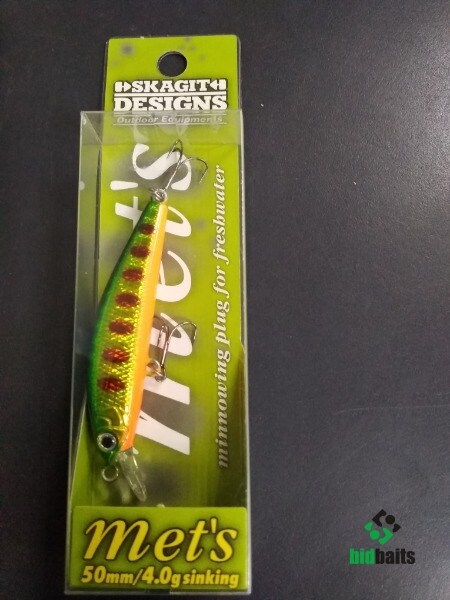 SKAGIT
DESIGNS
Outdoor Equipments
met's
minnowing plug for freshwater
met's
50mm/4.0g sinking
bidbaits